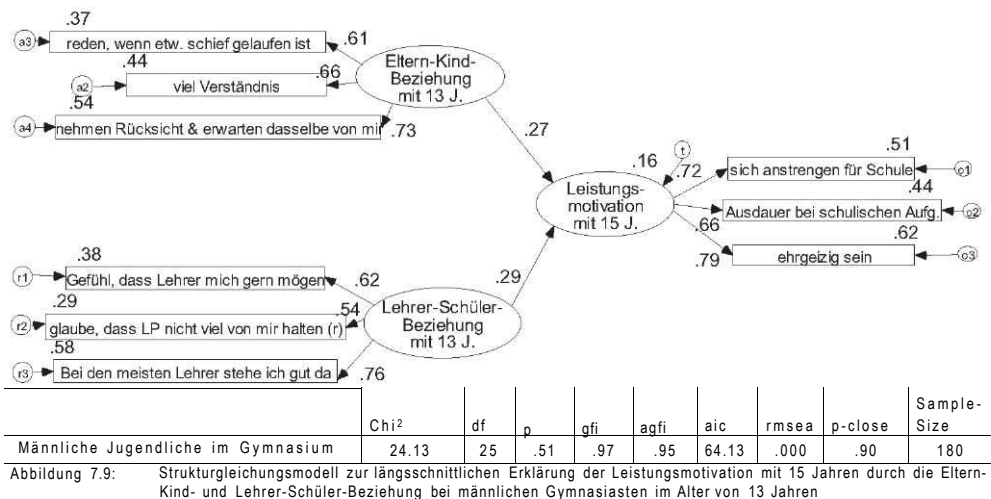 .37
a3 reden, wenn etw. schief gelaufen ist .61
.44
a2 viel Verständnis .66
.54
a4 nehmen Rücksicht & erwarten dasselbe von mir .73
Eltern-Kind-
Beziehung
mit 13 J.
.27
.16
t
Leistungs-
motivation
mit 15 J.
.51
.72 sich anstrengen für Schule o1
.44
Ausdauer bei schulischen Aufg. o2
.66
.62
.79 ehrgeizig sein o3
.29
.38
r1 Gefühl, dass Lehrer mich gern mögen .62
.29
r2 glaube, dass LP nicht viel von mir halten (r) .54
.58
r3 Bei den meisten Lehrer stehe ich gut da .76
Lehrer-Schüler-
Beziehung
mit 13 J.
Chi² df p gfi agfi aic rmsea p-close Sample-
Size
Männliche Jugendliche im Gymnasium 24.13 25 .51 .97 .95 64.13 .000 .90 180
Abbildung 7.9: Strukturgleichungsmodell zur längsschnittlichen Erklärung der Leistungsmotivation mit 15 Jahren durch die Eltern-
Kind- und Lehrer-Schüler-Beziehung bei männlichen Gymnasiasten im Alter von 13 Jahren